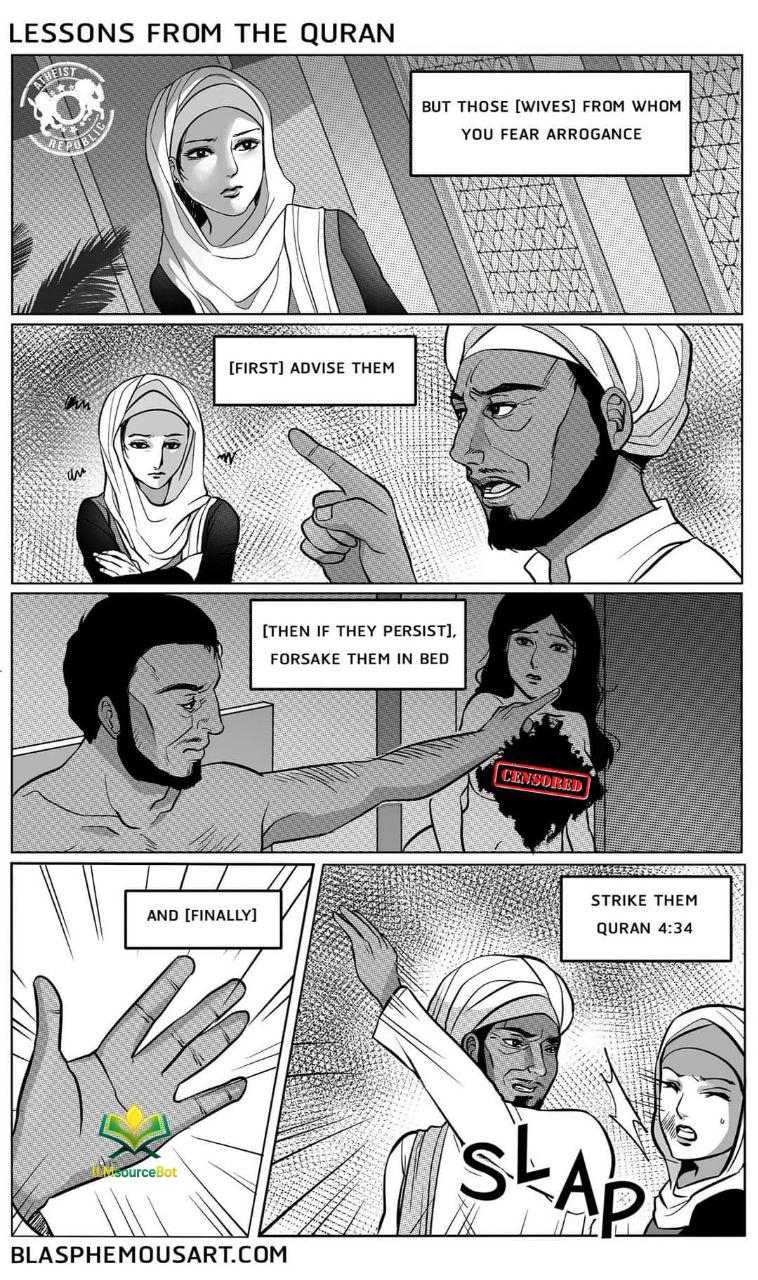 LESSONS FROM THE QURAN
ATHEIST
REPUBLIC
BUT THOSE [WIVES] FROM WHOM
YOU FEAR ARROGANCE
[FIRST] ADVISE THEM
[THEN IF THEY PERSIST],
FORSAKE THEM IN BED
CENSORED
AND [FINALLY]
STRIKE THEM
QURAN 4:34
ILMsourceBot
SLAP
BLASPHEMOUSART.COM